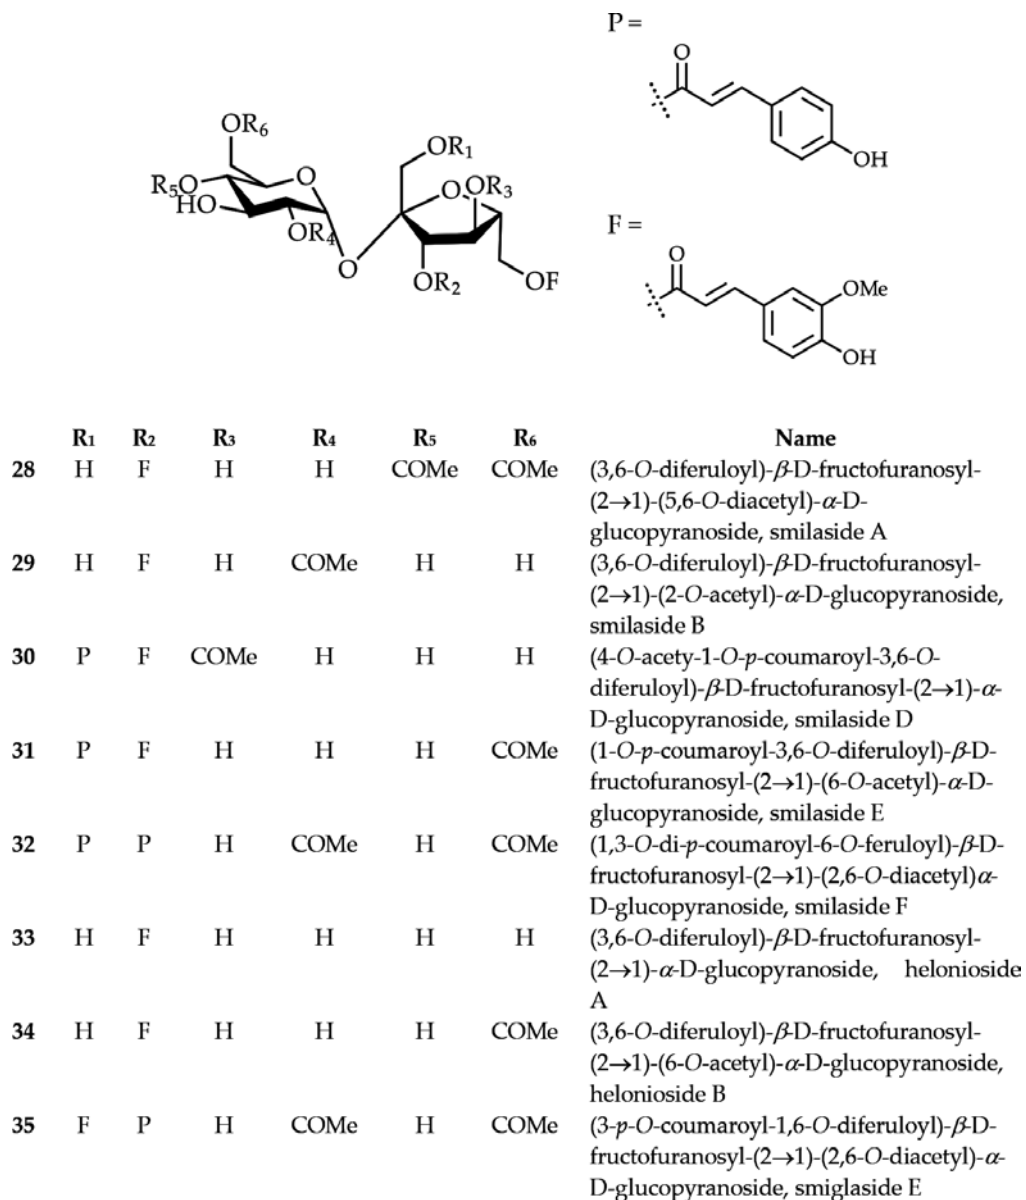 P =
O
OH
F =
O
OMe
OH
OR6
OR1
R5O
O
O
OR3
HO
OR4
O
OR2
OF
R1 R2 R3 R4 R5 R6 Name
28 H F H H COMe COMe (3,6-O-diferuloyl)-β-D-fructofuranosyl-
(2→1)-(5,6-O-diacetyl)-α-D-
glucopyranoside, smilaside A
29 H F H COMe H H (3,6-O-diferuloyl)-β-D-fructofuranosyl-
(2→1)-(2-O-acetyl)-α-D-glucopyranoside,
smilaside B
30 P F COMe H H H (4-O-acety-1-O-p-coumaroyl-3,6-O-
diferuloyl)-β-D-fructofuranosyl-(2→1)-α-
D-glucopyranoside, smilaside D
31 P F H H H COMe (1-O-p-coumaroyl-3,6-O-diferuloyl)-β-D-
fructofuranosyl-(2→1)-(6-O-acetyl)-α-D-
glucopyranoside, smilaside E
32 P P H COMe H COMe (1,3-O-di-p-coumaroyl-6-O-feruloyl)-β-D-
fructofuranosyl-(2→1)-(2,6-O-diacetyl)α-
D-glucopyranoside, smilaside F
33 H F H H H H (3,6-O-diferuloyl)-β-D-fructofuranosyl-
(2→1)-α-D-glucopyranoside, helonioside
A
34 H F H H H COMe (3,6-O-diferuloyl)-β-D-fructofuranosyl-
(2→1)-(6-O-acetyl)-α-D-glucopyranoside,
helonioside B
35 F P H COMe H COMe (3-p-O-coumaroyl-1,6-O-diferuloyl)-β-D-
fructofuranosyl-(2→1)-(2,6-O-diacetyl)-α-
D-glucopyranoside, smiglaside E